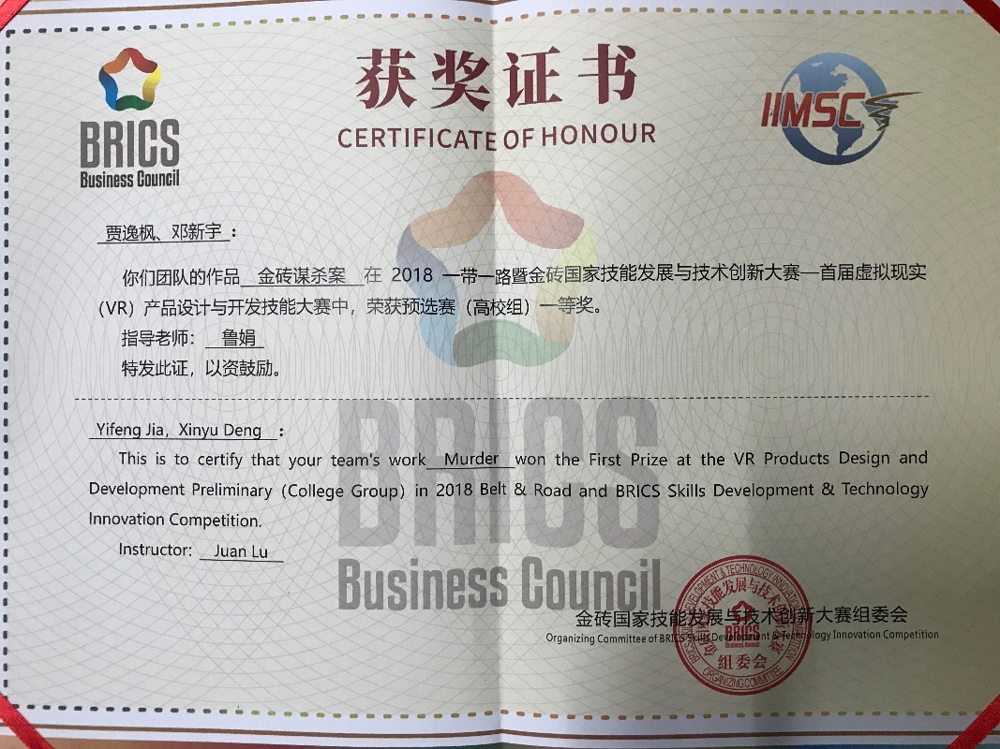 获奖证书
CERTIFICATE OF HONOUR
BRICS
Business Council
IIMSC
贾逸枫、邓新宇：
你们团队的作品 金砖谋杀案 在 2018 一带一路暨金砖国家技能发展与技术创新大赛—首届虚拟现实
（VR）产品设计与开发技能大赛中，荣获预选赛（高校组）一等奖。
指导老师： 鲁娟
特发此证，以资鼓励。
Yifeng Jia, Xinyu Deng :
This is to certify that your team's work Murder won the First Prize at the VR Products Design and
Development Preliminary (College Group) in 2018 Belt & Road and BRICS Skills Development & Technology
Innovation Competition.
Instructor: Juan Lu
BRICS
Business Council
金砖国家技能发展与技术创新大赛组委会
Organizing Committee of BRICS Skills Development & Technology Innovation Competition
BRICS
组委会
ORGANIZING COMMITTEE